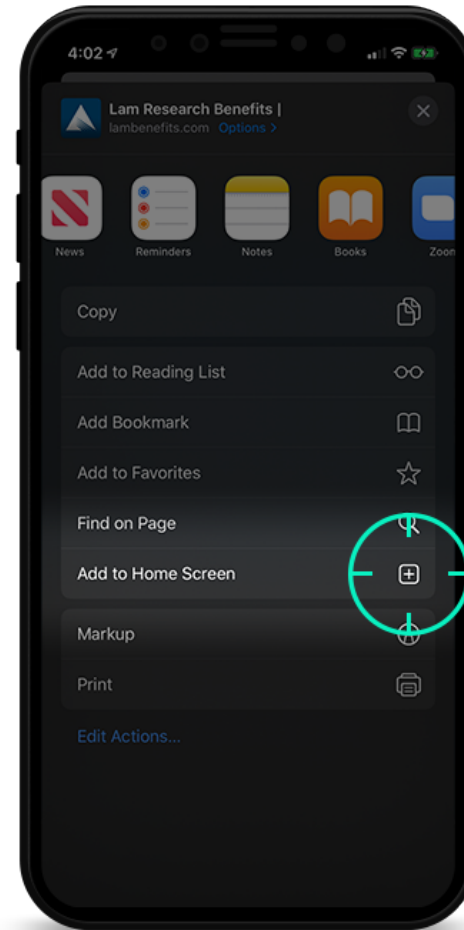 4:02
Lam Research Benefits |
lambenefits.com Options >
News Reminders Notes Books Zoom
Copy
Add to Reading List
Add Bookmark
Add to Favorites
Find on Page
Add to Home Screen
Markup
Print
Edit Actions...